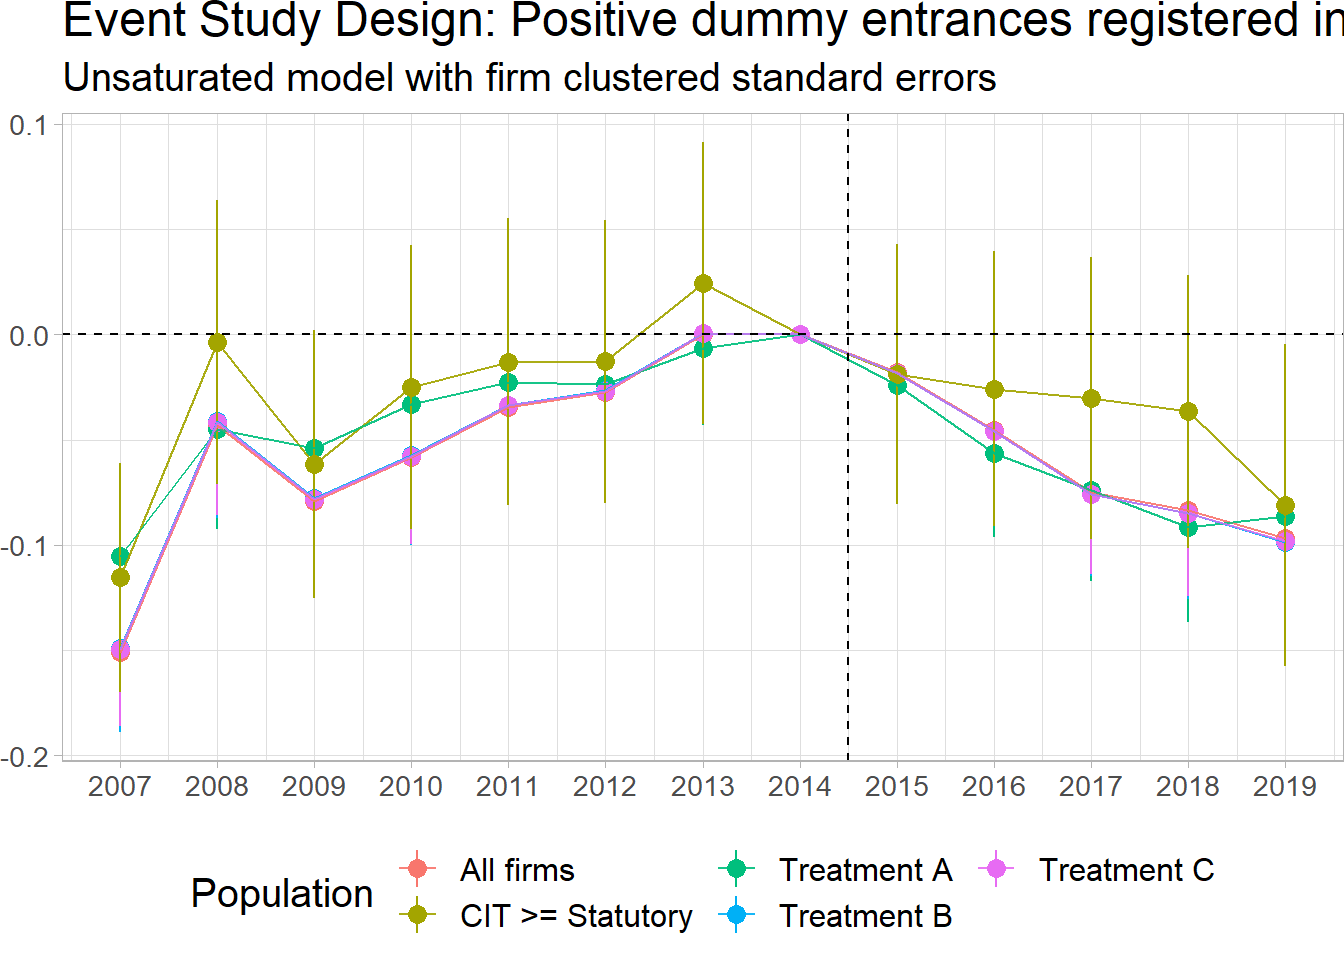 Event Study Design: Positive dummy entrances registered in
Unsaturated model with firm clustered standard errors
0.1
0.0
-0.1
-0.2
2007 2008 2009 2010 2011 2012 2013 2014 2015 2016 2017 2018 2019
Population
All firms Treatment A Treatment C
CIT >= Statutory Treatment B